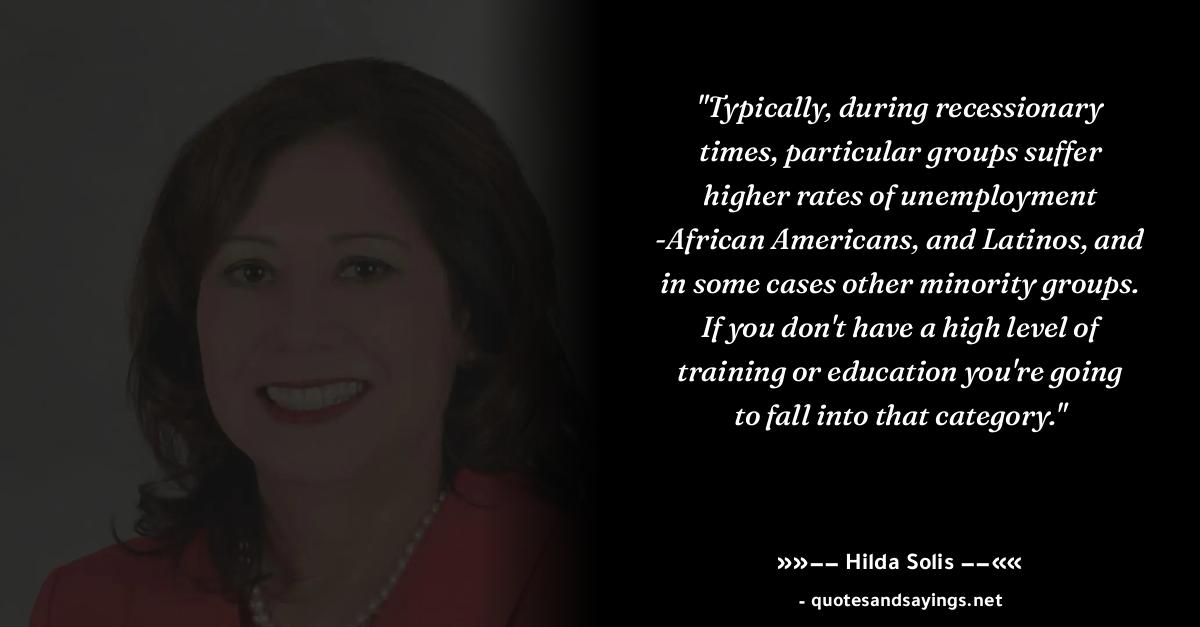 "Typically, during recessionary
times, particular groups suffer
higher rates of unemployment
-African Americans, and Latinos, and
in some cases other minority groups.
If you don't have a high level of
training or education you're going
to fall into that category."
»»−− Hilda Solis −−««
- quotesandsayings.net